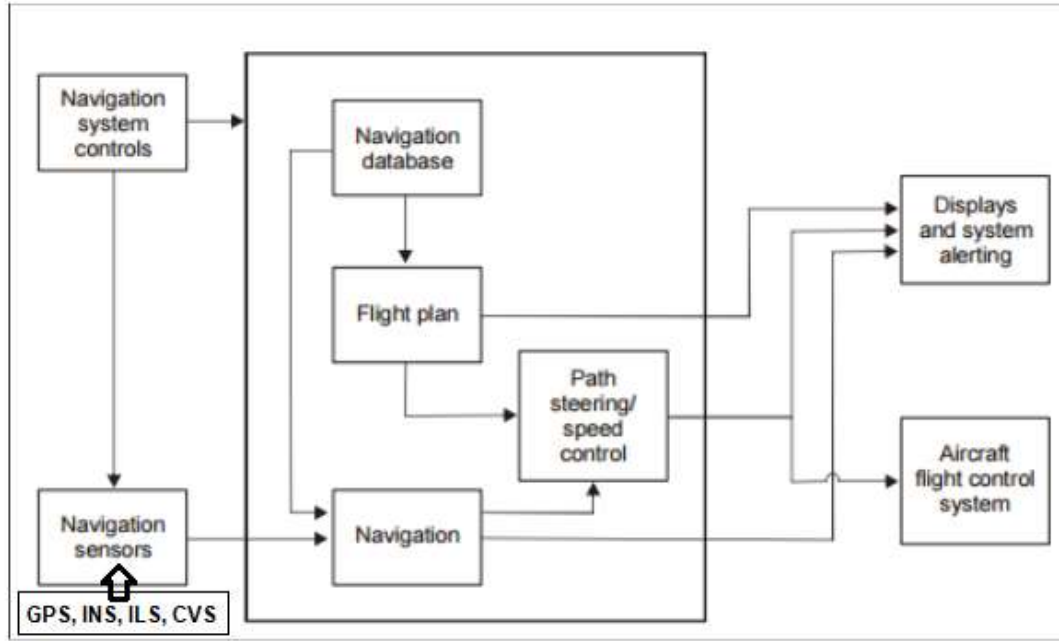 Navigation
system
controls
Navigation
database
Displays
and system
alerting
Flight plan
Path
steering/
speed
control
Aircraft
flight control
system
Navigation
sensors
Navigation
GPS, INS, ILS, CVS